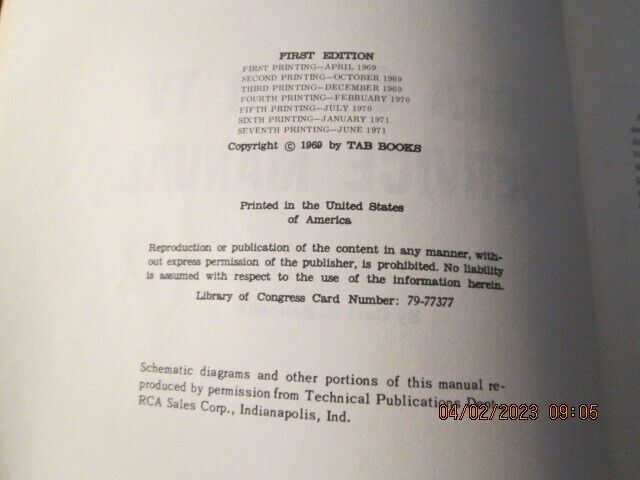 FIRST EDITION
FIRST PRINTING—APRIL 1969
SECOND PRINTING—OCTOBER 1969
THIRD PRINTING—DECEMBER 1969
FOURTH PRINTING—FEBRUARY 1970
FIFTH PRINTING—JULY 1970
SIXTH PRINTING—JANUARY 1971
SEVENTH PRINTING—JUNE 1971
Copyright © 1969 by TAB BOOKS
Printed in the United States
of America
Reproduction or publication of the content in any manner, with-
out express permission of the publisher, is prohibited. No liability
is assumed with respect to the use of the information herein.
Library of Congress Card Number: 79-77377
Schematic diagrams and other portions of this manual re-
produced by permission from Technical Publications Dept.
RCA Sales Corp., Indianapolis, Ind.
04/02/2023 09:05